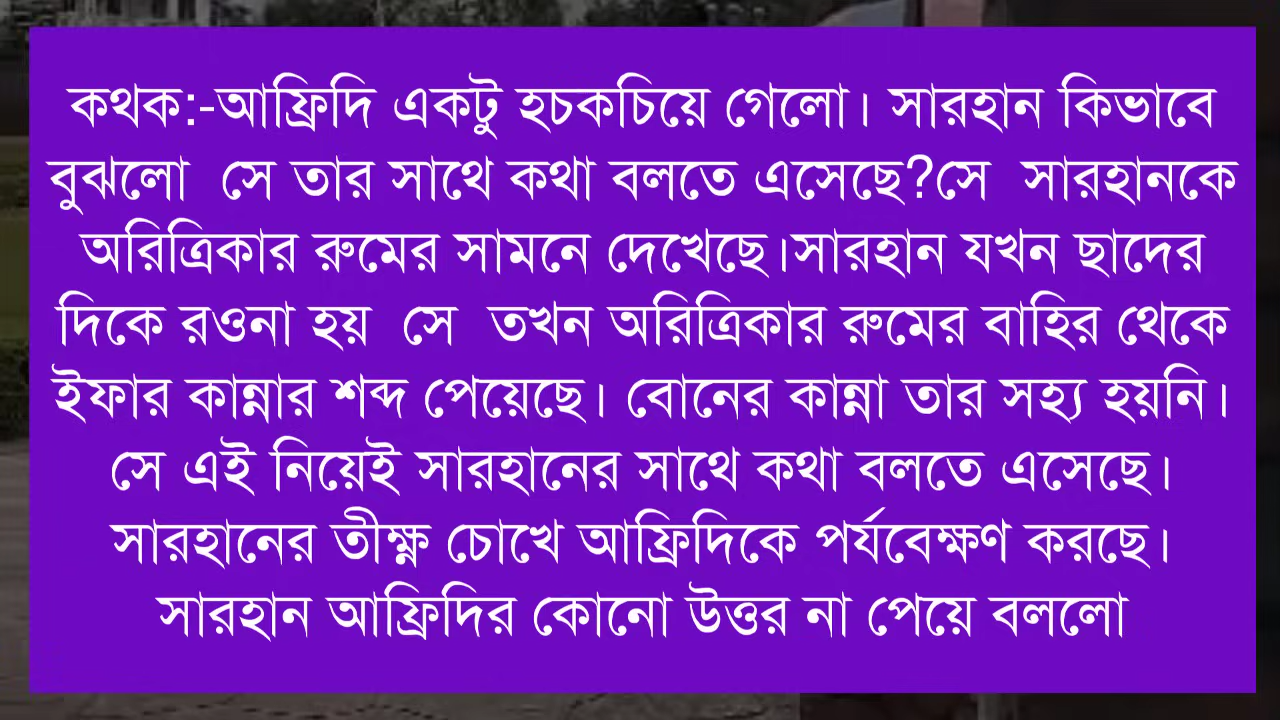 কথক:-আফ্রিদি একটু হচকচিয়ে গেলো। সারহান কিভাবে
বুঝলো সে তার সাথে কথা বলতে এসেছে?সে সারহানকে
অরিত্রিকার রুমের সামনে দেখেছে।সারহান যখন ছাদের
দিকে রওনা হয় সে তখন অরিত্রিকার রুমের বাহির থেকে
ইফার কান্নার শব্দ পেয়েছে। বোনের কান্না তার সহ্য হয়নি।
সে এই নিয়েই সারহানের সাথে কথা বলতে এসেছে।
সারহানের তীক্ষ্ণ চোখে আফ্রিদিকে পর্যবেক্ষণ করছে।
সারহান আফ্রিদির কোনো উত্তর না পেয়ে বললো